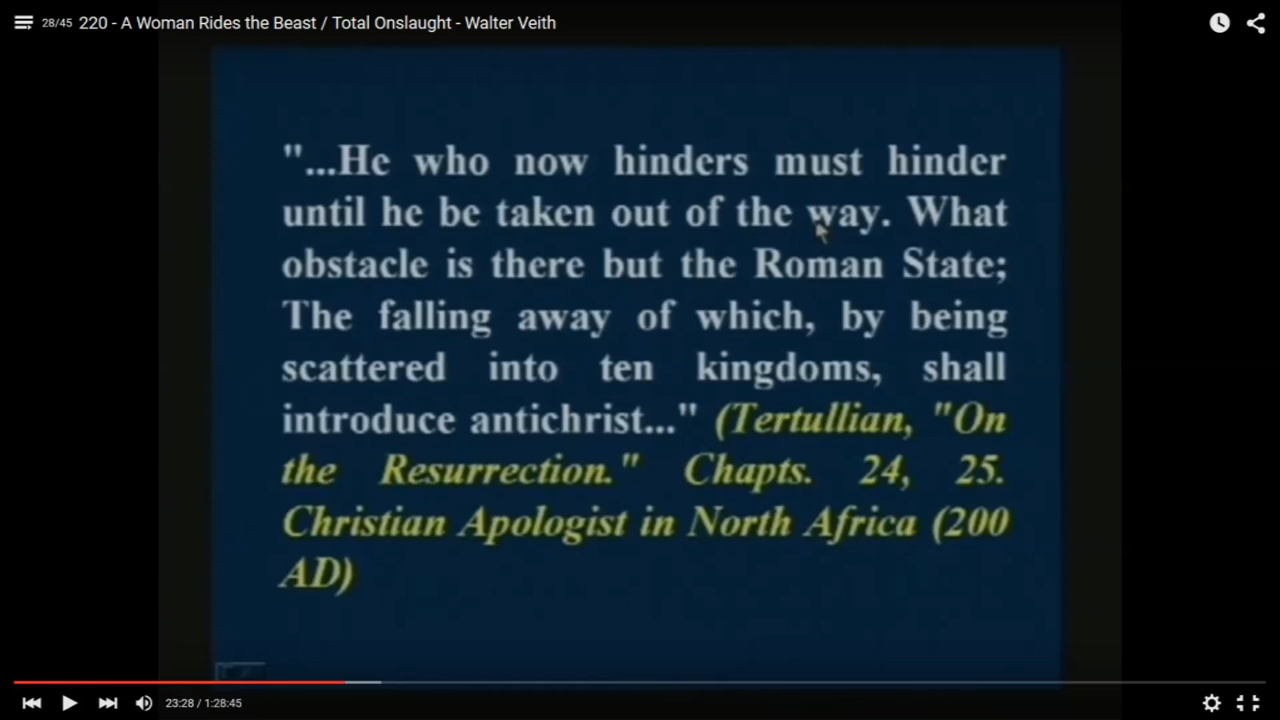 28/45 220 - A Woman Rides the Beast / Total Onslaught - Walter Veith
"...He who now hinders must hinder
until he be taken out of the way. What
obstacle is there but the Roman State;
The falling away of which, by being
scattered into ten kingdoms, shall
introduce antichrist..." (Tertullian, "On
the Resurrection." Chapts. 24, 25.
Christian Apologist in North Africa (200
AD)
23:28 / 1:28:45